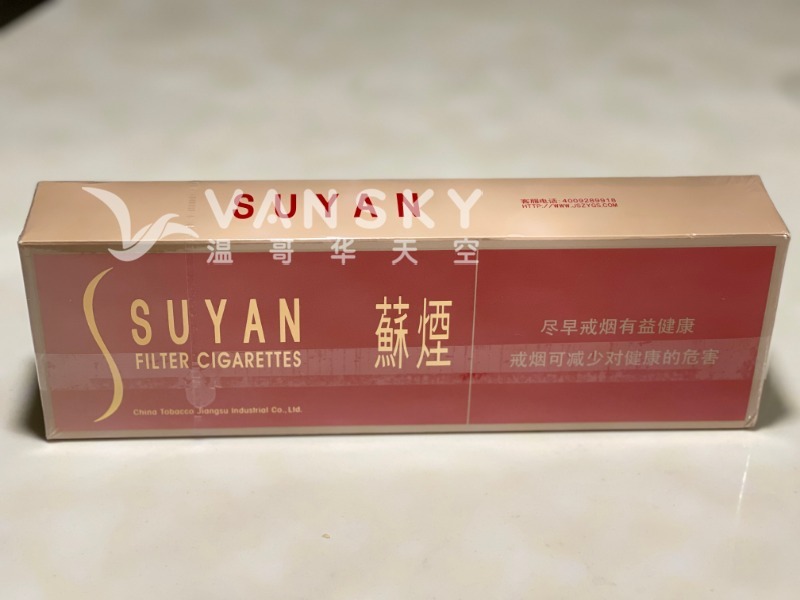 SUYAN
客服电话:4009289918
HTTP://WWW.JSZYGS.COM
VANSKY
温哥华天空
SUYAN
FILTER CIGARETTES
蘇煙
China Tobacco Jiangsu Industrial Co., Ltd.
尽早戒烟有益健康
戒烟可减少对健康的危害